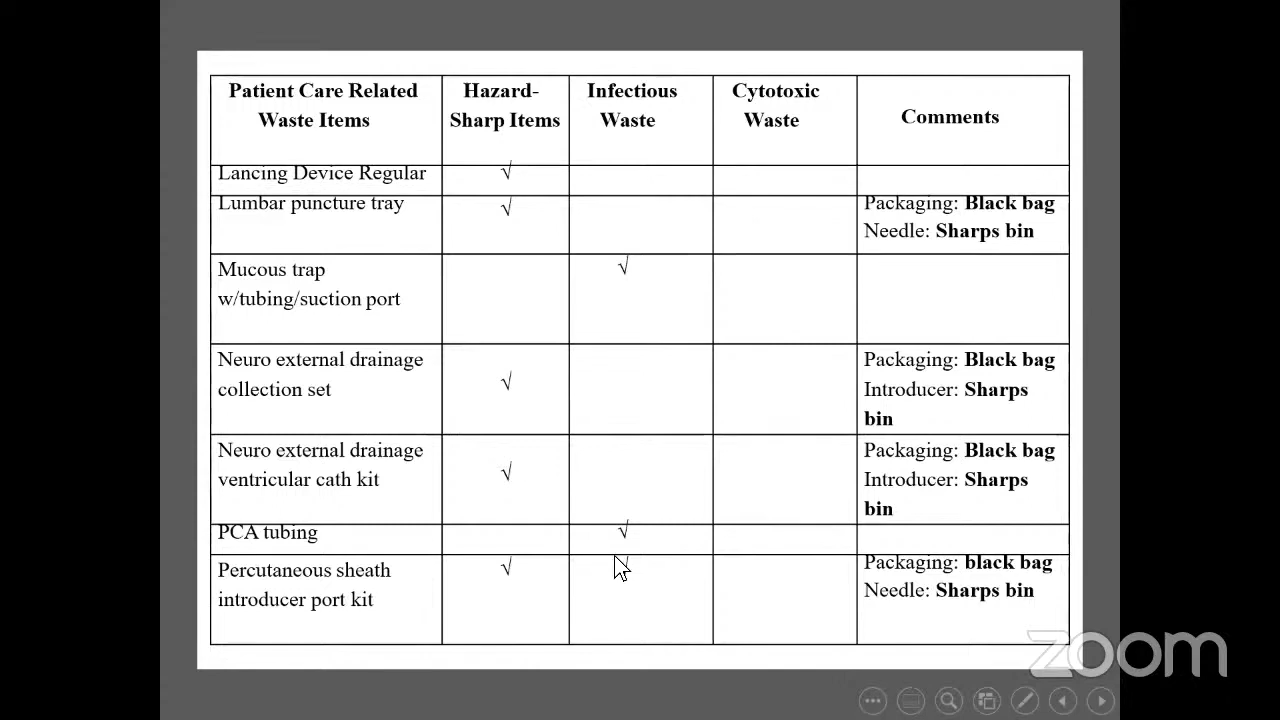 Patient Care Related
Waste Items
Hazard-
Sharp Items
Infectious
Waste
Cytotoxic
Waste
Comments
Lancing Device Regular
√
Lumbar puncture tray
√
Packaging: Black bag
Needle: Sharps bin
Mucous trap
w/tubing/suction port
√
Neuro external drainage
collection set
√
Packaging: Black bag
Introducer: Sharps
bin
Neuro external drainage
ventricular cath kit
√
Packaging: Black bag
Introducer: Sharps
bin
PCA tubing
√
Percutaneous sheath
introducer port kit
√
√
Packaging: black bag
Needle: Sharps bin
zoom